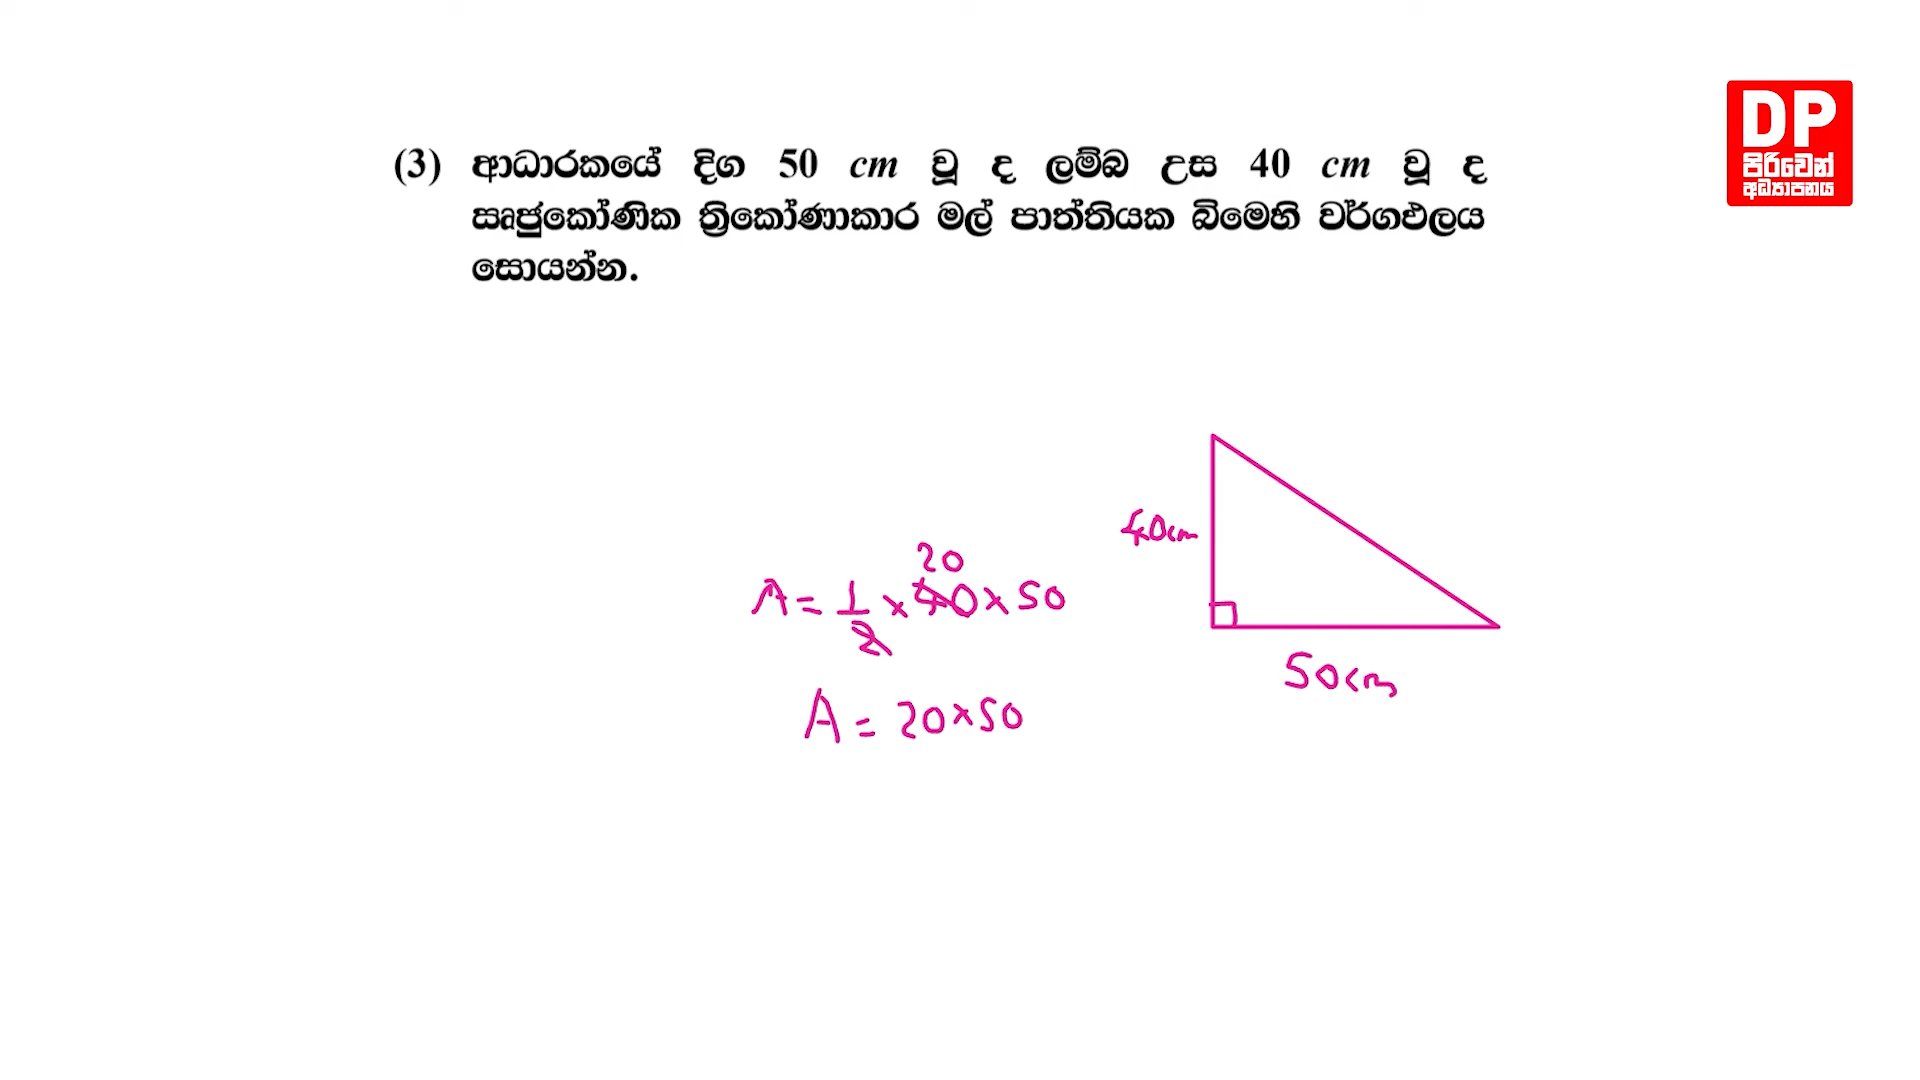 DP
පිරිවෙන්
අධ්‍යාපනය
(3) ආධාරකයේ දිග 50 cm වූ ද ලම්බ උස 40 cm වූ ද
සෘජුකෝණික ත්‍රිකෝණාකාර මල් පාත්තියක බිමෙහි වර්ගඵලය
සොයන්න.
40cm
20
A = 1/2 × 40 × 50
50cm
A = 20 × 50